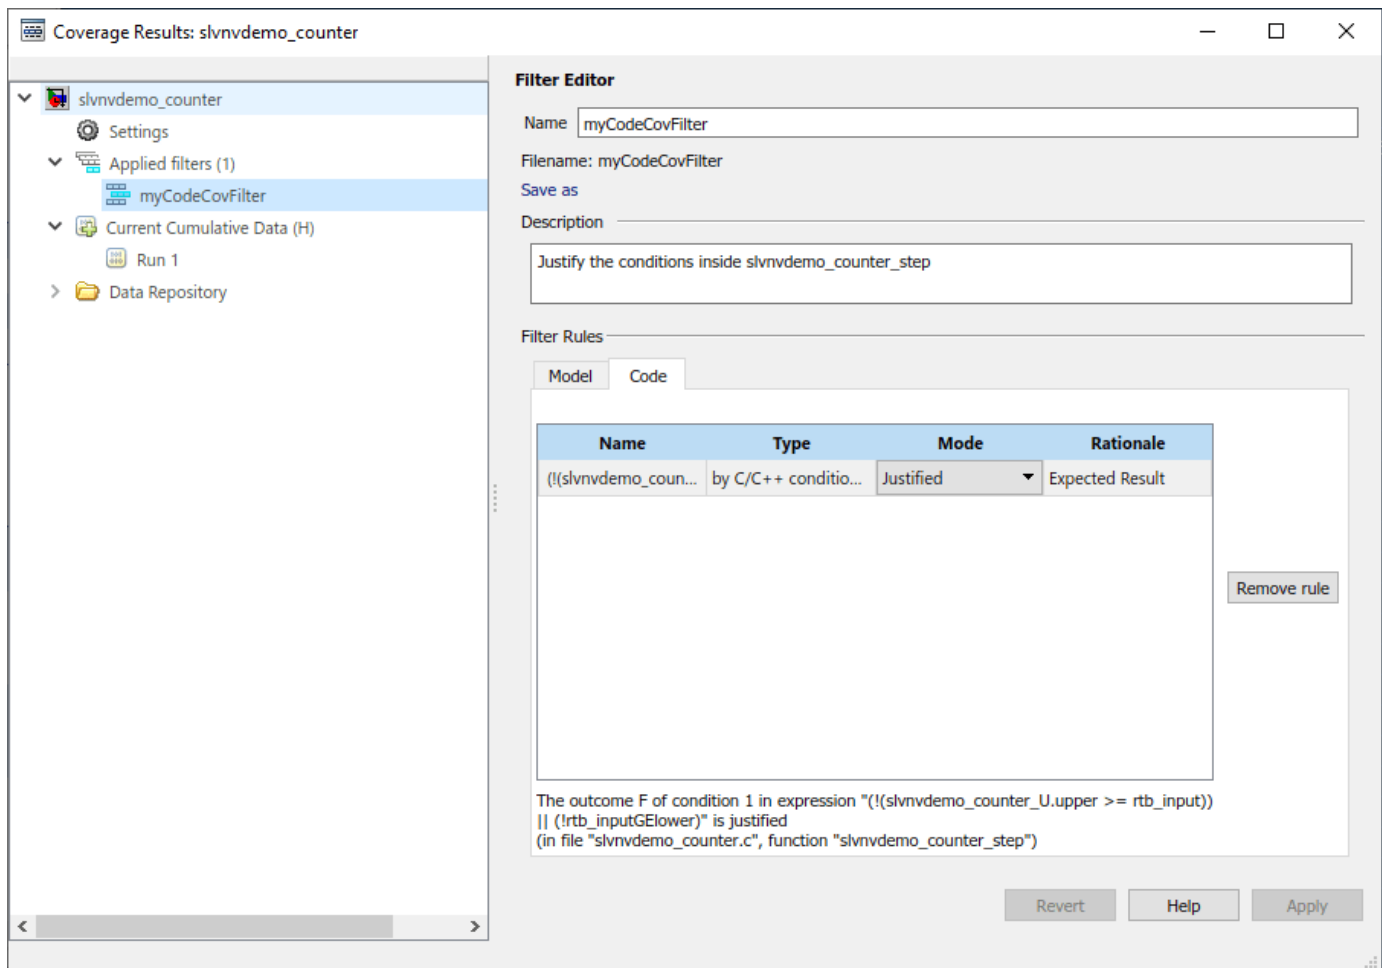 Coverage Results: slvnvdemo_counter
slvnvdemo_counter
Settings
Applied filters (1)
myCodeCovFilter
Current Cumulative Data (H)
Run 1
Data Repository
Filter Editor
Name myCodeCovFilter
Filename: myCodeCovFilter
Save as
Description
Justify the conditions inside slvnvdemo_counter_step
Filter Rules
Model Code
Name Type Mode Rationale
(!(slvnvdemo_coun... by C/C++ conditio... Justified Expected Result
Remove rule
The outcome F of condition 1 in expression "(!(slvnvdemo_counter_U.upper >= rtb_input))
|| (!rtb_inputGElower)" is justified
(in file "slvnvdemo_counter.c", function "slvnvdemo_counter_step")
Revert Help Apply